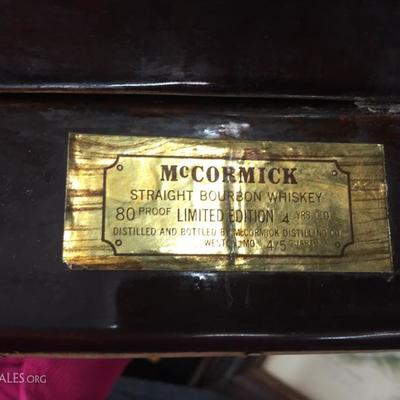 McCORMICK
STRAIGHT BOURBON WHISKEY
80 PROOF LIMITED EDITION 4 YRS. OLD
DISTILLED AND BOTTLED BY McCORMICK DISTILLING CO.
WESTON, MO. 4/5 QUART
ALES.ORG